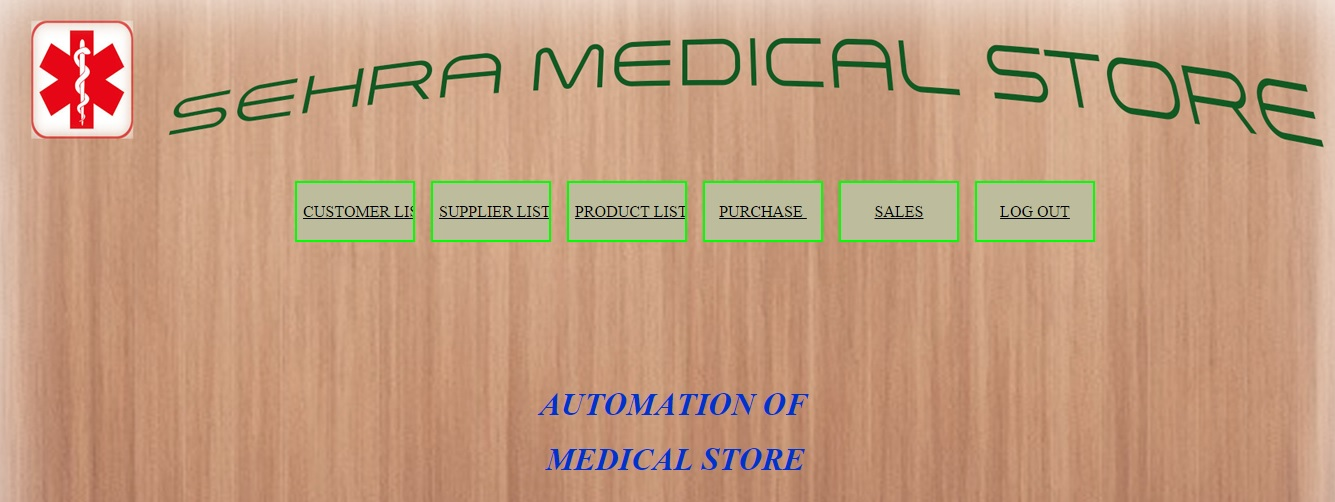 SEHRA MEDICAL STORE
CUSTOMER LIS SUPPLIER LIST PRODUCT LIST PURCHASE SALES LOG OUT
AUTOMATION OF
MEDICAL STORE